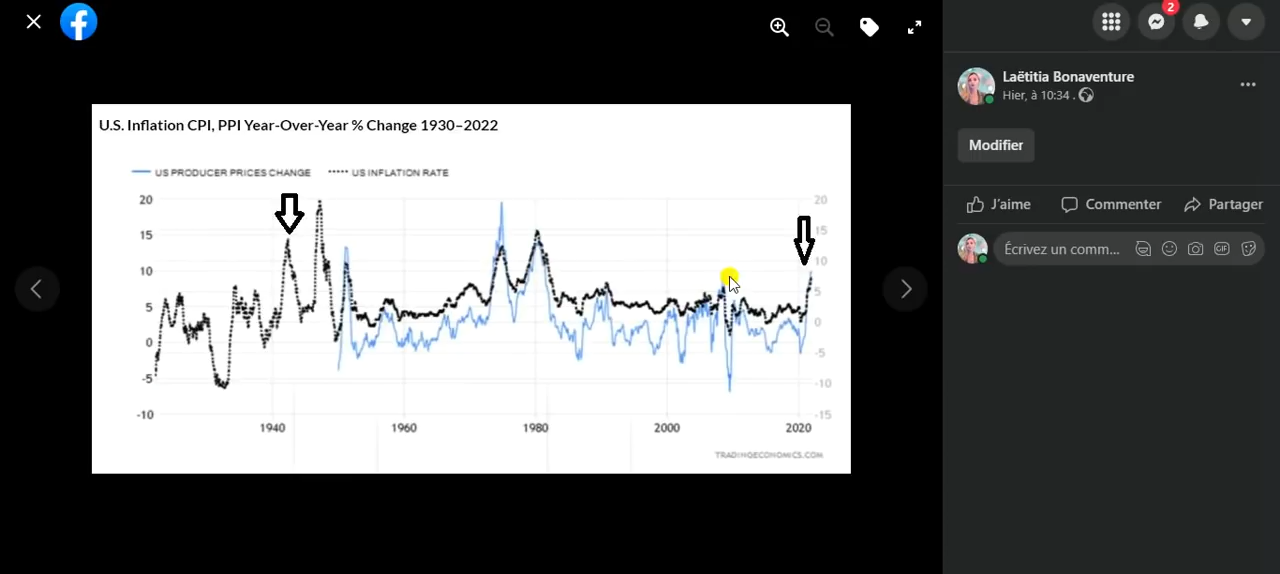 2
Laëtitia Bonaventure
Hier, à 10:34 .
Modifier
J'aime Commenter Partager
Écrivez un comm... GIF
U.S. Inflation CPI, PPI Year-Over-Year % Change 1930–2022
US PRODUCER PRICES CHANGE US INFLATION RATE
20 20
15 15
10 10
5 5
0 0
-5 -5
-10 -10
-15
1940 1960 1980 2000 2020
TRADINGECONOMICS.COM